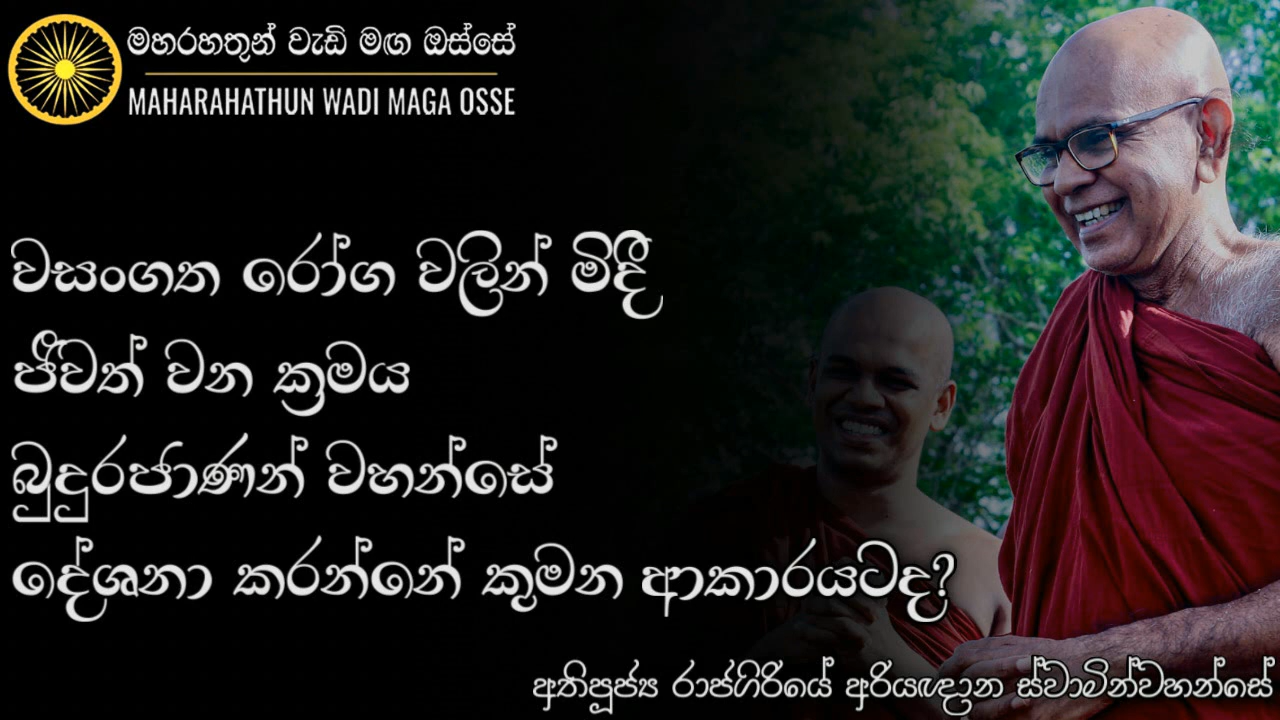 මහරහතුන් වැඩි මඟ ඔස්සේ
MAHARAHATHUN WADI MAGA OSSE
වසංගත රෝග වලින් මිදී
ජීවත් වන ක්‍රමය
බුදුරජාණන් වහන්සේ
දේශනා කරන්නේ කුමන ආකාරයටද?
අතිපූජ්‍ය රාජගිරියේ අරියඥාන ස්වාමින්වහන්සේ